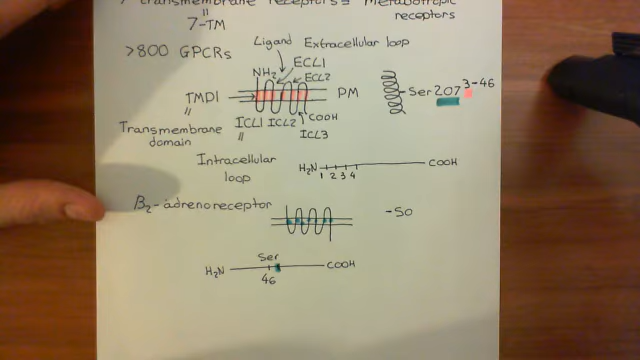 7 transmembrane receptors = Metabotropic
receptors
"
7-TM
>800 GPCRs
Ligand Extracellular loop
NH₂ ECL1
ECL2
TMD1 PM
"
Ser 207 3-46
COOH
Transmembrane
domain
ICL1 ICL2
"
ICL3
Intracellular
loop
H₂N COOH
1 2 3 4
β₂-adrenoreceptor
-50
Ser
H₂N COOH
46